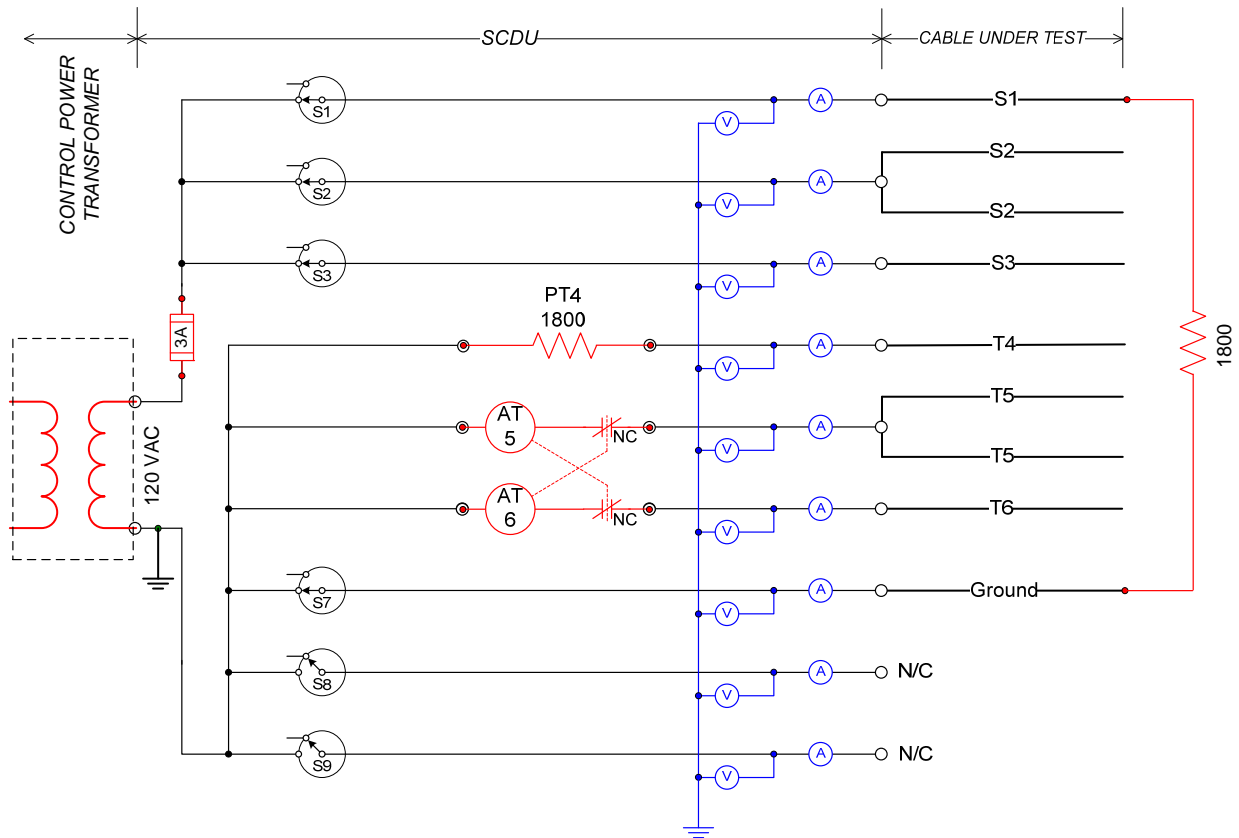 SCDU
CABLE UNDER TEST
CONTROL POWER
TRANSFORMER
S1
V
A
S1
S2
V
A
S2
S2
S3
V
A
S3
3A
PT4
1800
V
A
T4
1800
120 VAC
AT
5
NC
V
A
T5
T5
AT
6
NC
V
A
T6
S7
V
A
Ground
S8
V
A
N/C
S9
V
A
N/C